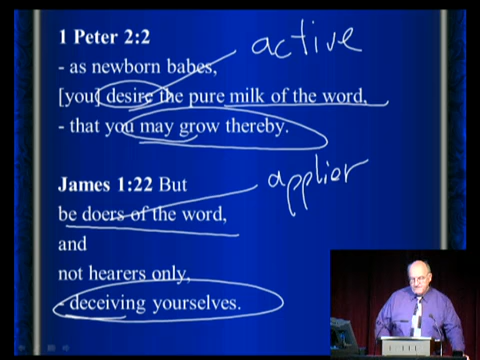 1 Peter 2:2
active
- as newborn babes,
[you] desire the pure milk of the word,
- that you may grow thereby.
James 1:22 But
applier
be doers of the word,
and
not hearers only,
- deceiving yourselves.